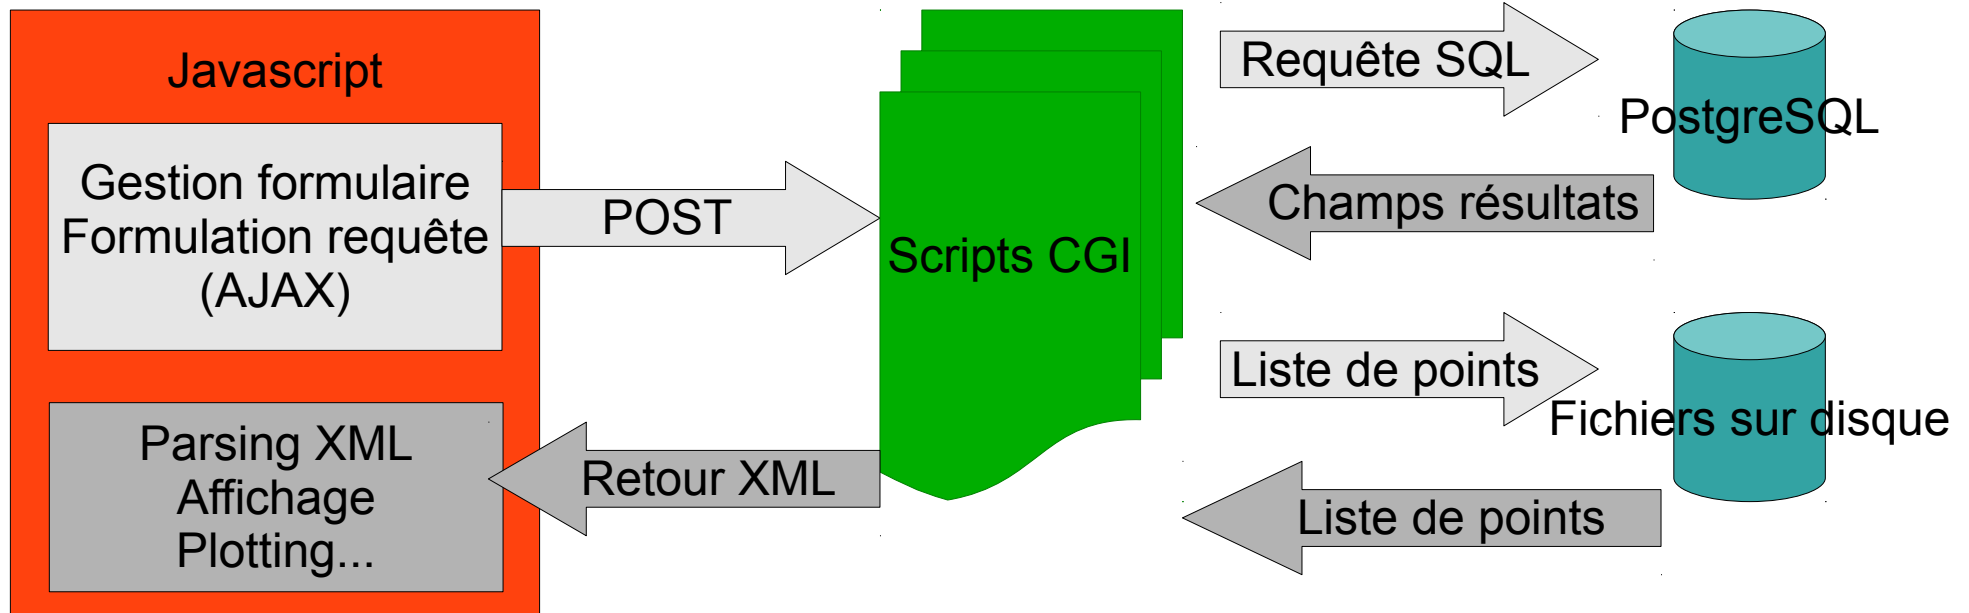 Javascript
Gestion formulaire
Formulation requête
(AJAX)
POST
Parsing XML
Affichage
Plotting...
Retour XML
Scripts CGI
Requête SQL
PostgreSQL
Champs résultats
Liste de points
Fichiers sur disque
Liste de points